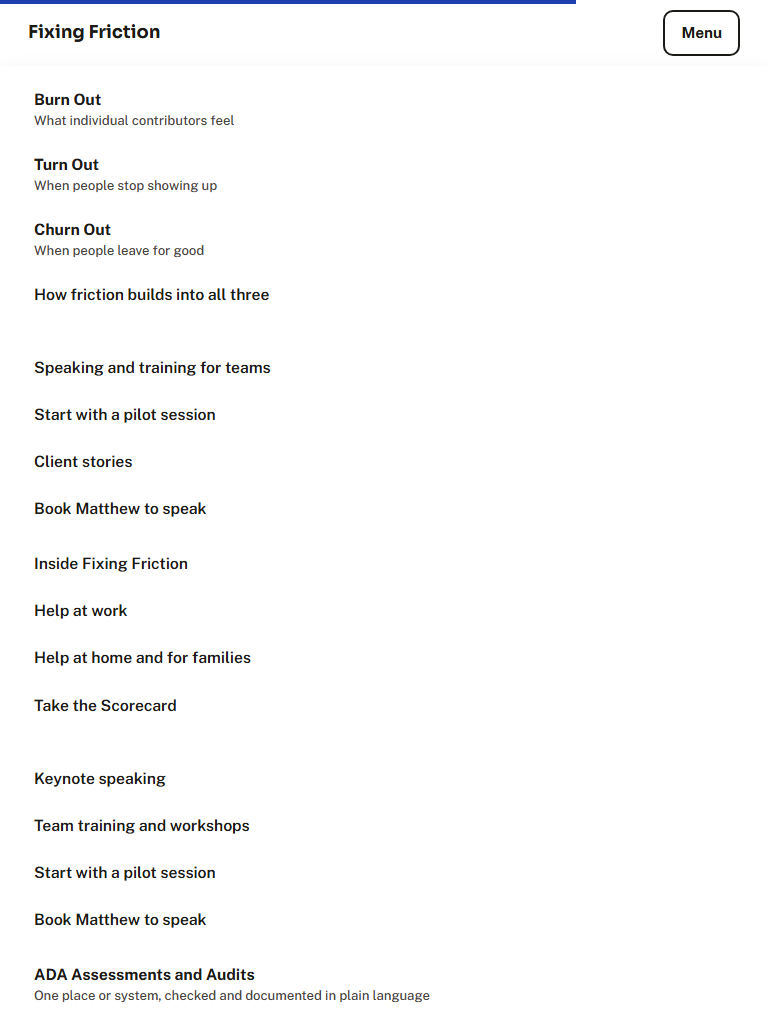 Fixing Friction
Menu
Burn Out
What individual contributors feel
Turn Out
When people stop showing up
Churn Out
When people leave for good
How friction builds into all three
Speaking and training for teams
Start with a pilot session
Client stories
Book Matthew to speak
Inside Fixing Friction
Help at work
Help at home and for families
Take the Scorecard
Keynote speaking
Team training and workshops
Start with a pilot session
Book Matthew to speak
ADA Assessments and Audits
One place or system, checked and documented in plain language